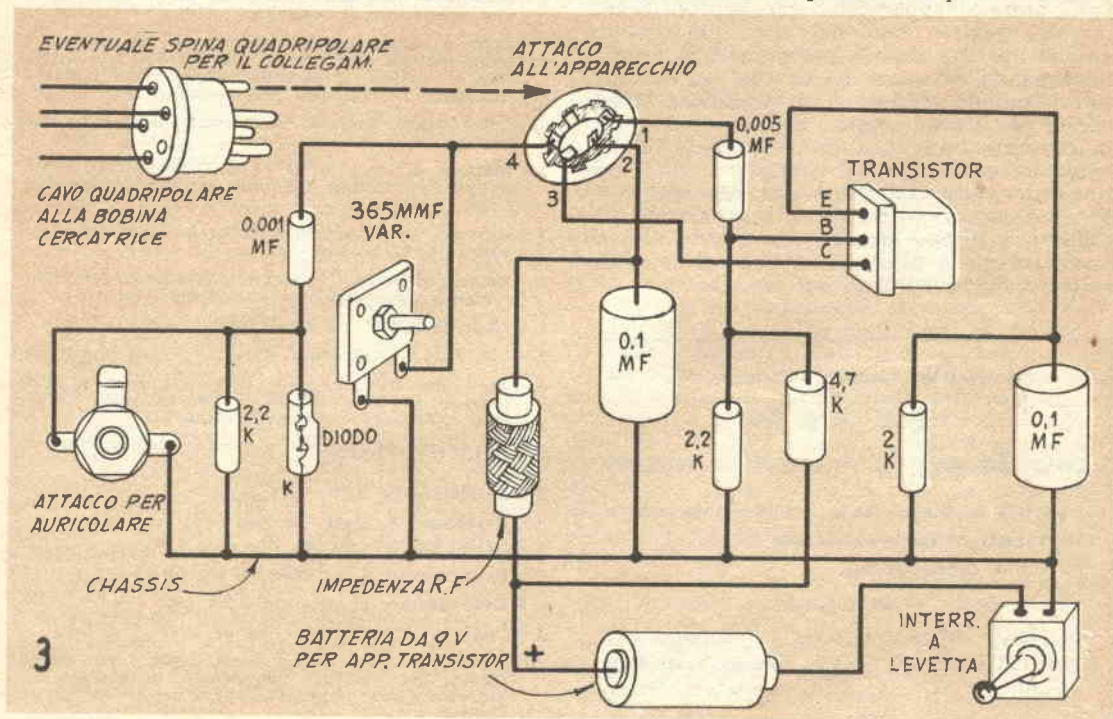 EVENTUALE SPINA QUADRIPOLARE
PER IL COLLEGAM.
ATTACCO
ALL'APPARECCHIO
CAVO QUADRIPOLARE
ALLA BOBINA
CERCATRICE
4
1
2
3
0,005
MF
TRANSISTOR
E
B
C
0.001
MF
365MMF
VAR.
2,2
K
DIODO
K
ATTACCO PER
AURICOLARE
0.1
MF
2.2
K
4,7
K
2
K
0,1
MF
CHASSIS
IMPEDENZA R.F
BATTERIA DA 9V
PER APP. TRANSISTOR
+
INTERR.
A
LEVETTA
3